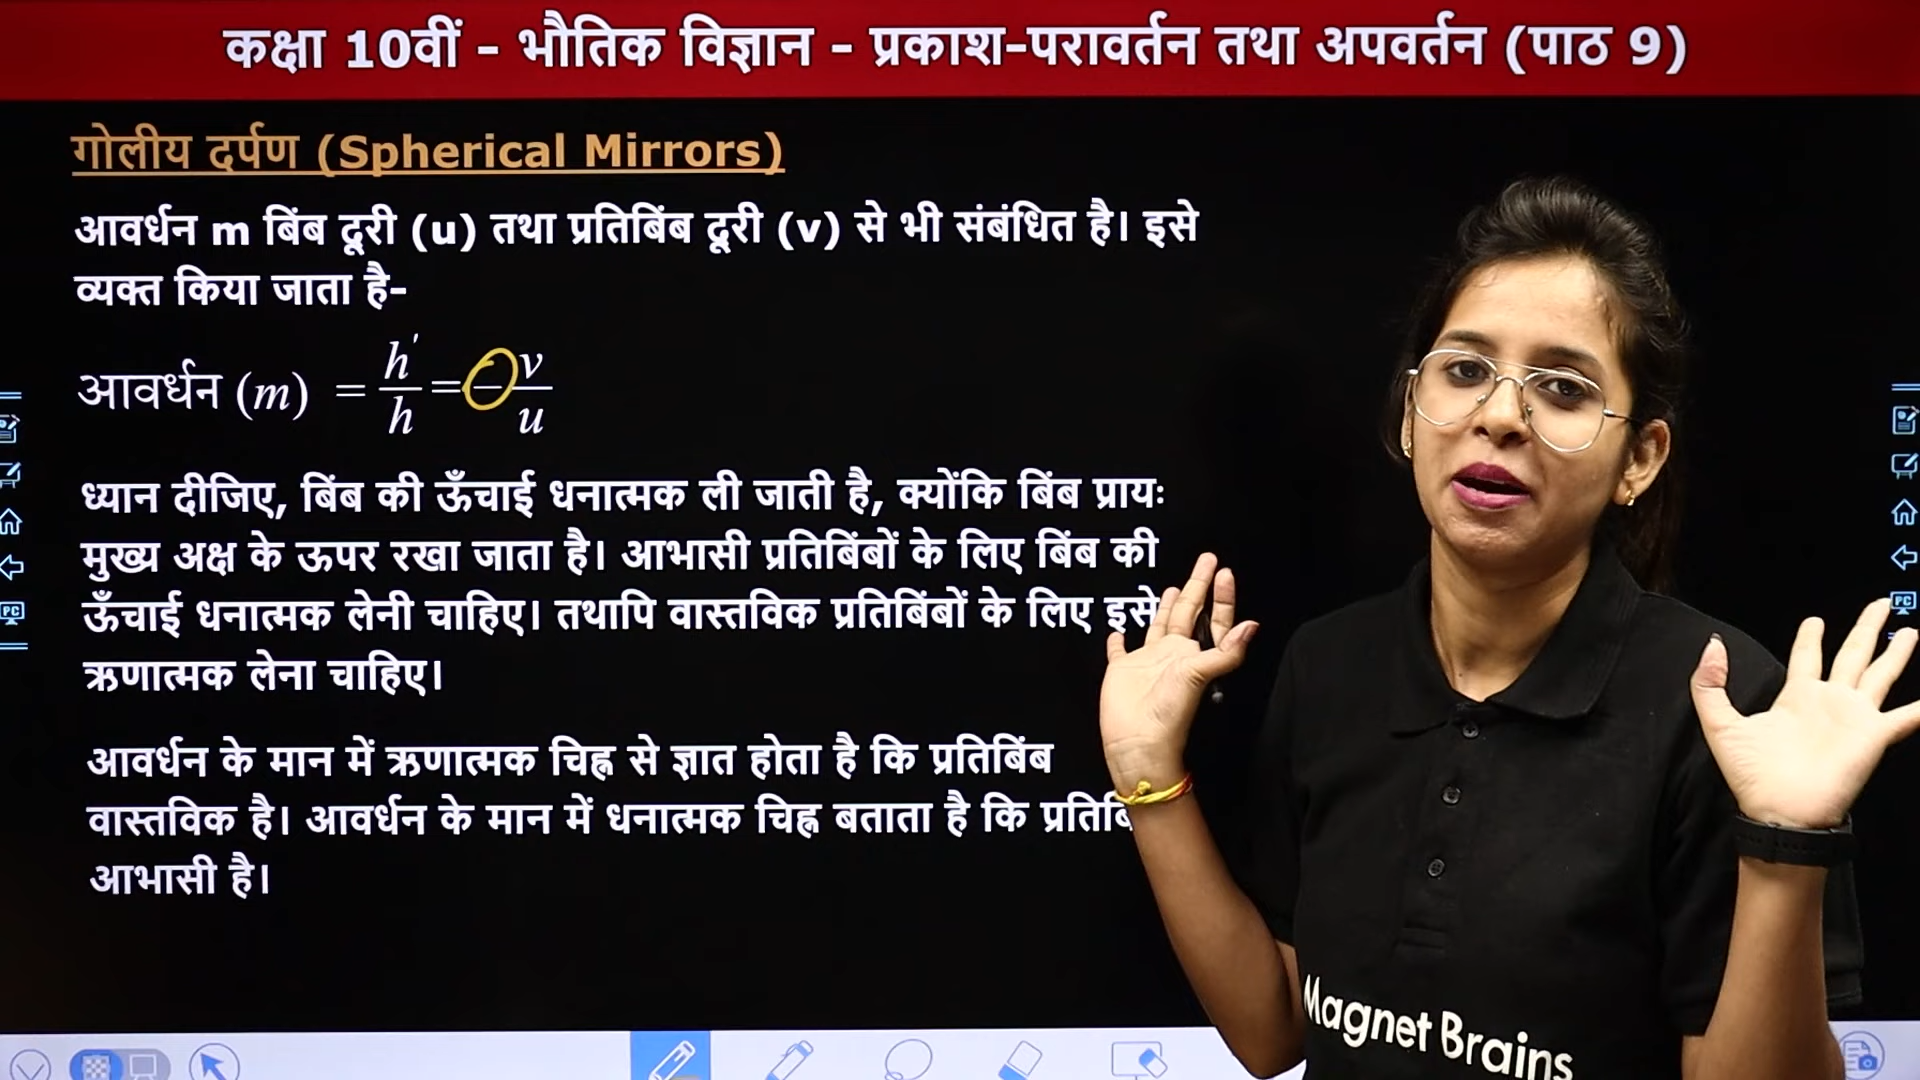 कक्षा 10वीं - भौतिक विज्ञान - प्रकाश-परावर्तन तथा अपवर्तन (पाठ 9)
गोलीय दर्पण (Spherical Mirrors)
आवर्धन m बिंब दूरी (u) तथा प्रतिबिंब दूरी (v) से भी संबंधित है। इसे
व्यक्त किया जाता है-
आवर्धन (m) = h'/h = - v/u
ध्यान दीजिए, बिंब की ऊँचाई धनात्मक ली जाती है, क्योंकि बिंब प्रायः
मुख्य अक्ष के ऊपर रखा जाता है। आभासी प्रतिबिंबों के लिए बिंब की
ऊँचाई धनात्मक लेनी चाहिए। तथापि वास्तविक प्रतिबिंबों के लिए इसे
ऋणात्मक लेना चाहिए।
आवर्धन के मान में ऋणात्मक चिह्न से ज्ञात होता है कि प्रतिबिंब
वास्तविक है। आवर्धन के मान में धनात्मक चिह्न बताता है कि
आभासी है।
Magnet Brains
PC
PC